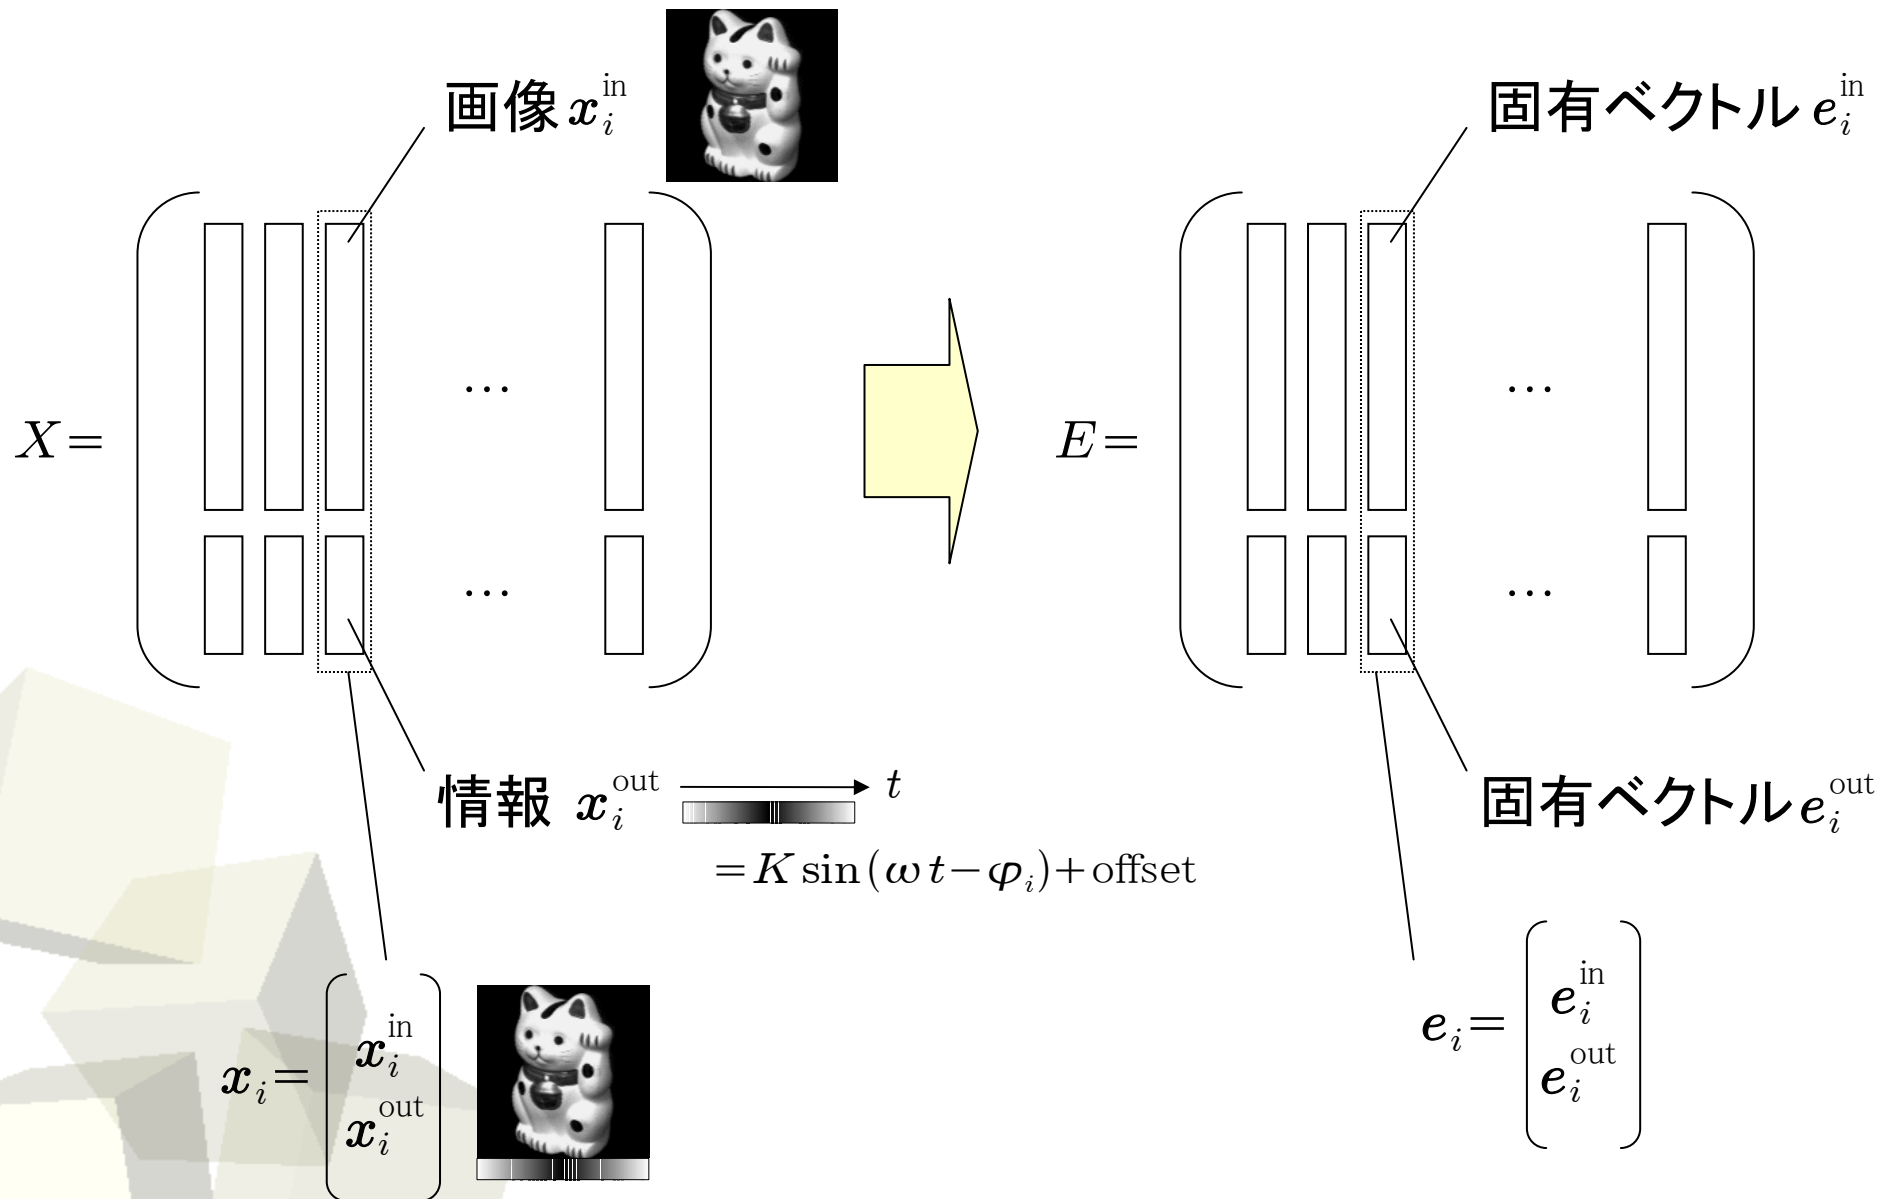 画像 x_i^in
固有ベクトル e_i^in
X=
…
…
E=
…
…
情報 x_i^out
t
=K sin(ωt−φ_i)+offset
固有ベクトル e_i^out
x_i=
x_i^in
x_i^out
e_i=
e_i^in
e_i^out